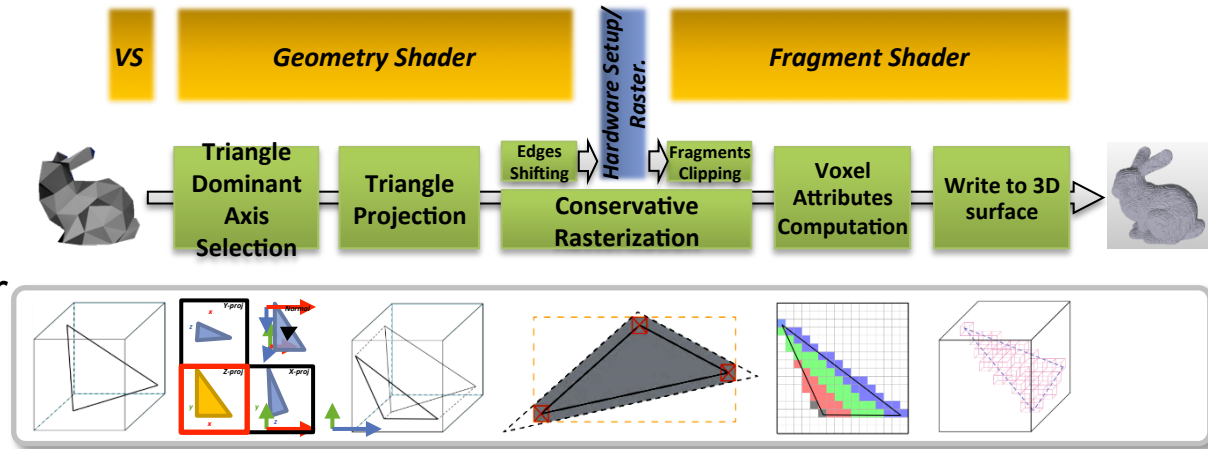 VS
Geometry Shader
Hardware Setup/
Raster.
Fragment Shader
Triangle
Dominant
Axis
Selection
Triangle
Projection
Edges
Shifting
Fragments
Clipping
Conservative
Rasterization
Voxel
Attributes
Computation
Write to 3D
surface
Y-proj
x
z
Normal
Z-proj
y
x
X-proj
y
z